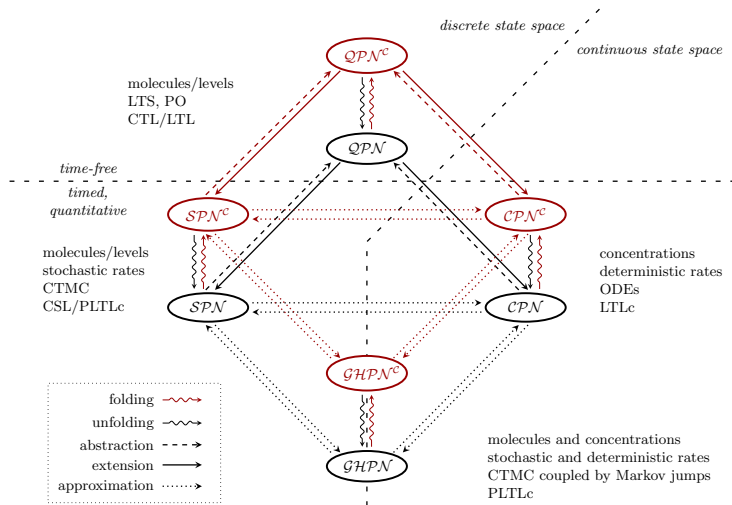 discrete state space
continuous state space
𝒬𝒫𝒩^𝒞
molecules/levels
LTS, PO
CTL/LTL
𝒬𝒫𝒩
time-free
timed,
quantitative
𝒮𝒫𝒩^𝒞
𝒞𝒫𝒩^𝒞
molecules/levels
stochastic rates
CTMC
CSL/PLTLc
concentrations
deterministic rates
ODEs
LTLc
𝒮𝒫𝒩
𝒞𝒫𝒩
𝒢ℋ𝒫𝒩^𝒞
folding
unfolding
abstraction
extension
approximation
molecules and concentrations
stochastic and deterministic rates
CTMC coupled by Markov jumps
PLTLc
𝒢ℋ𝒫𝒩